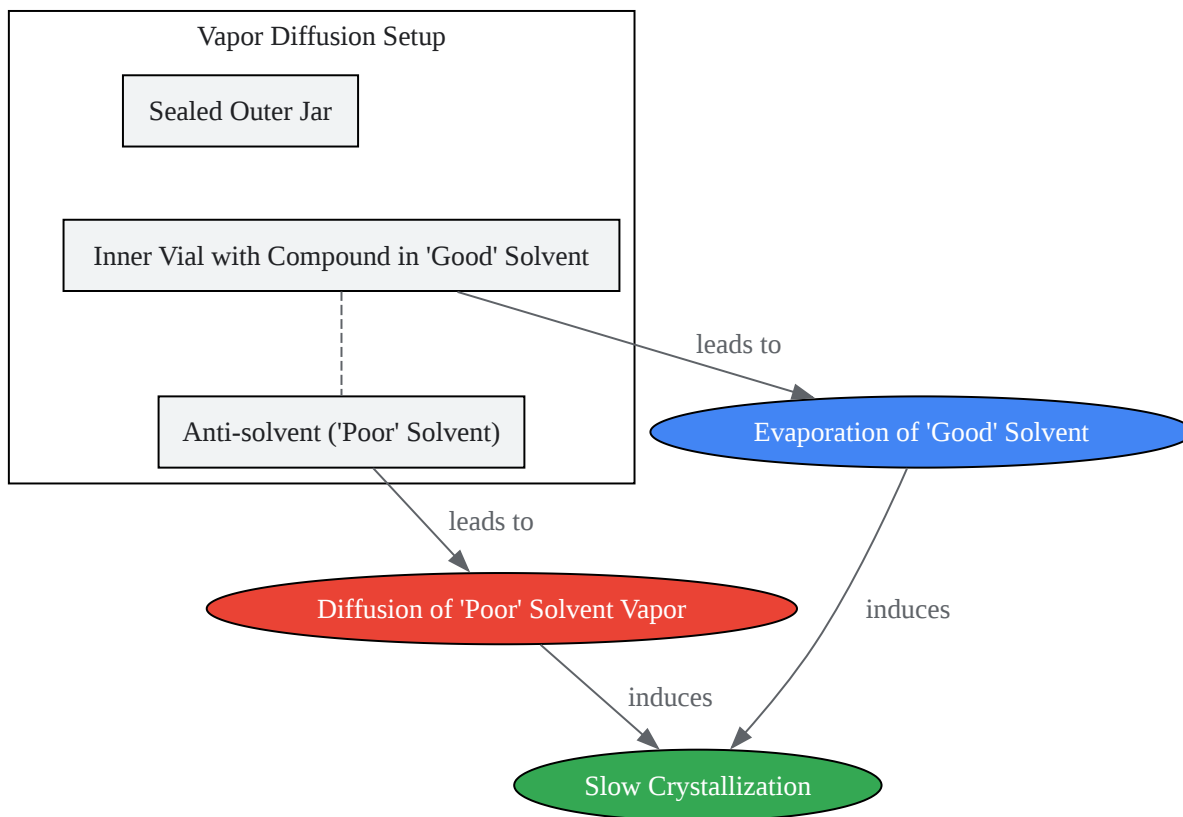 Vapor Diffusion Setup
Sealed Outer Jar
Inner Vial with Compound in 'Good' Solvent
leads to
Anti-solvent ('Poor' Solvent)
Evaporation of 'Good' Solvent
leads to
Diffusion of 'Poor' Solvent Vapor
induces
induces
Slow Crystallization